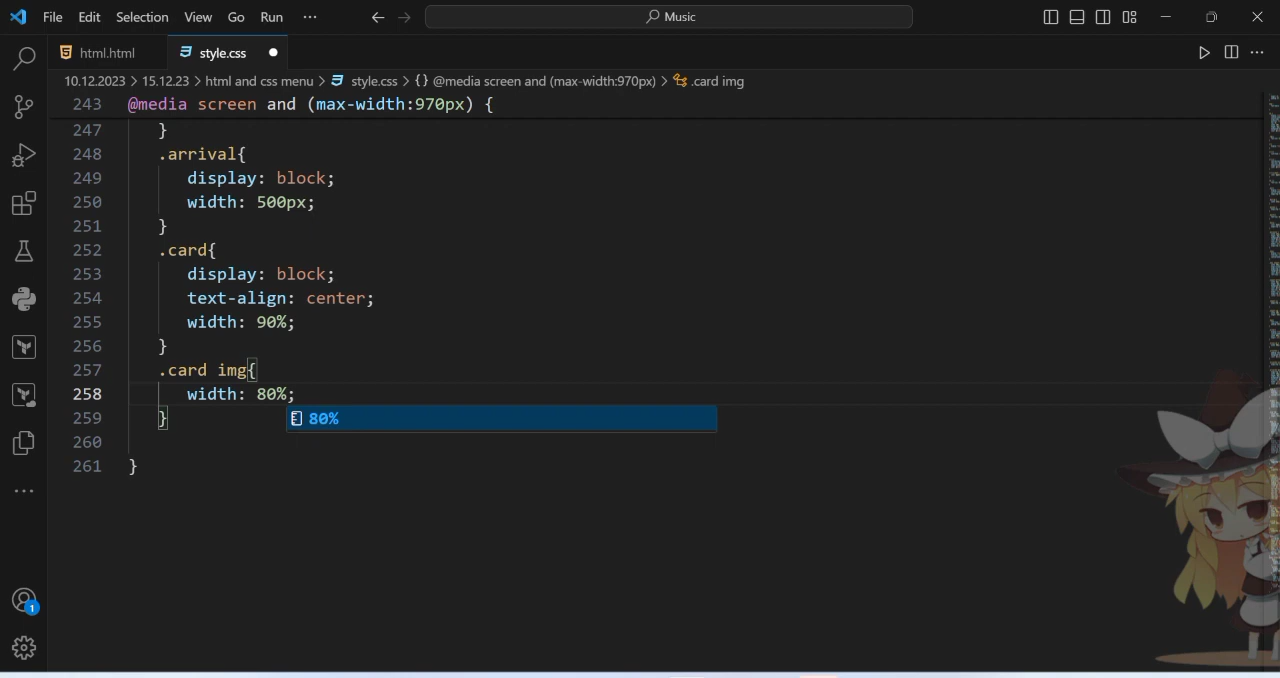 File Edit Selection View Go Run ··· Music
html.html style.css
10.12.2023 > 15.12.23 > html and css menu > style.css > {} @media screen and (max-width:970px) > .card img
243 @media screen and (max-width:970px) {
247 }
248 .arrival{
249 display: block;
250 width: 500px;
251 }
252 .card{
253 display: block;
254 text-align: center;
255 width: 90%;
256 }
257 .card img{
258 width: 80%;
259 } 80%
260
261 }
1